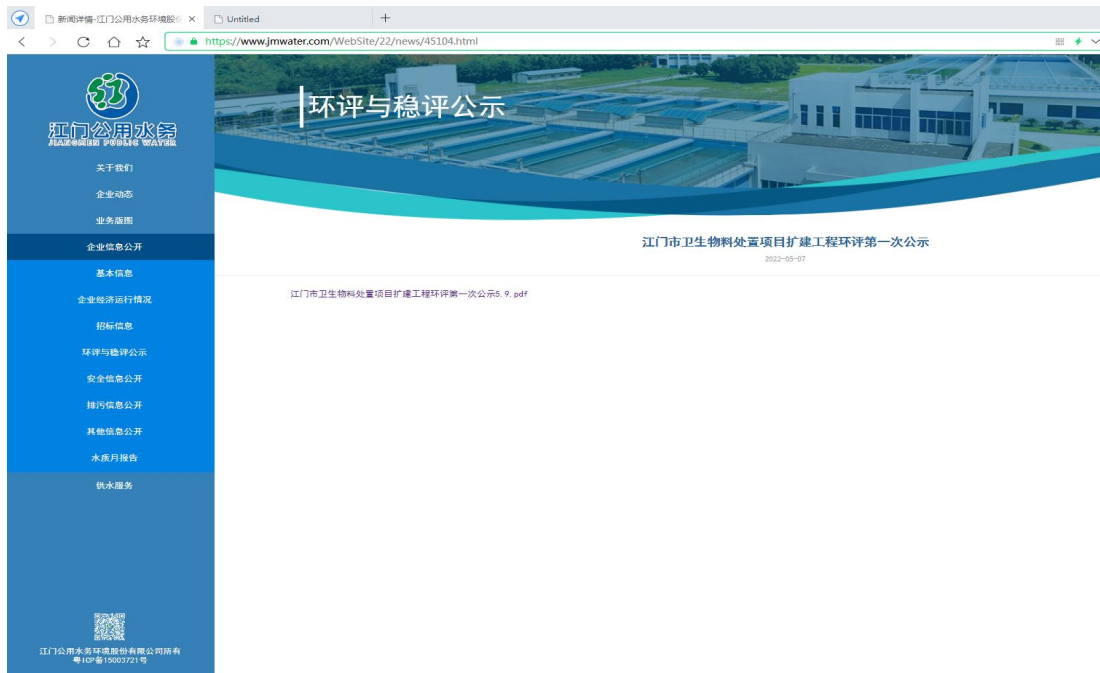 新闻详情-江门公用水务环境股份
Untitled
https://www.jmwater.com/WebSite/22/news/45104.html
江门公用水务
JIANGMEN PUBLIC WATER
环评与稳评公示
关于我们
企业动态
业务版图
企业信息公开
基本信息
企业经济运行情况
招标信息
环评与稳评公示
安全信息公开
排污信息公开
其他信息公开
水质月报告
供水服务
江门市卫生物料处置项目扩建工程环评第一次公示
2022-05-07
江门市卫生物料处置项目扩建工程环评第一次公示5.9.pdf
江门公用水务环境股份有限公司所有
粤ICP备15003721号